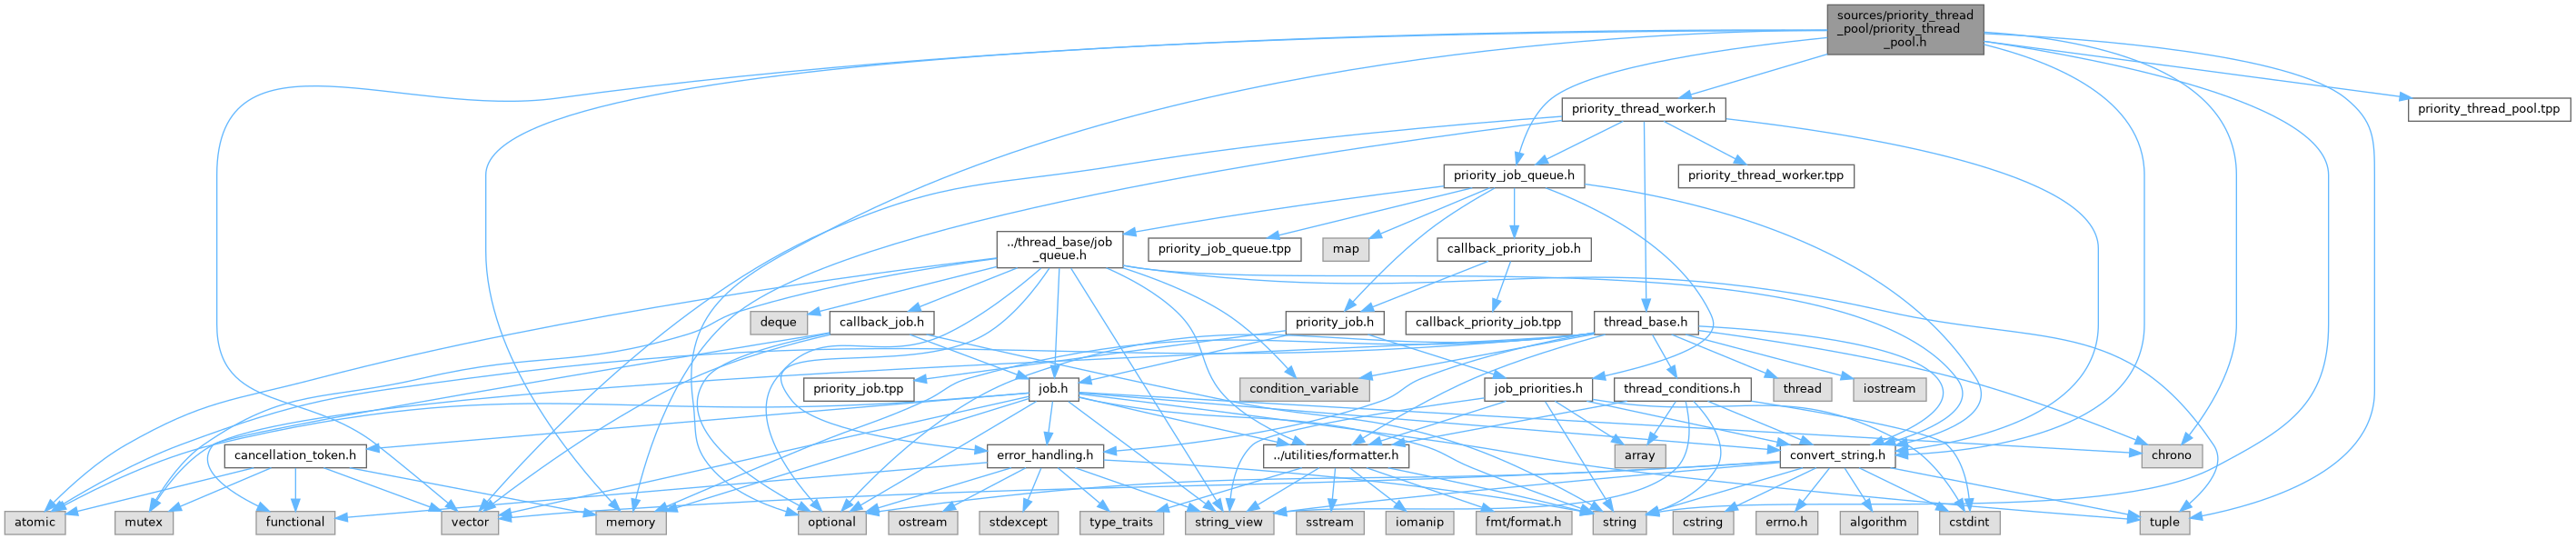 sources/priority_thread
_pool/priority_thread
_pool.h
priority_thread_worker.h
priority_thread_pool.tpp
priority_job_queue.h
priority_thread_worker.tpp
../thread_base/job
_queue.h
priority_job_queue.tpp
map
callback_priority_job.h
deque
callback_job.h
priority_job.h
callback_priority_job.tpp
thread_base.h
priority_job.tpp
job.h
condition_variable
job_priorities.h
thread_conditions.h
thread
iostream
cancellation_token.h
error_handling.h
../utilities/formatter.h
array
convert_string.h
chrono
atomic
mutex
functional
vector
memory
optional
ostream
stdexcept
type_traits
string_view
sstream
iomanip
fmt/format.h
string
cstring
errno.h
algorithm
cstdint
tuple